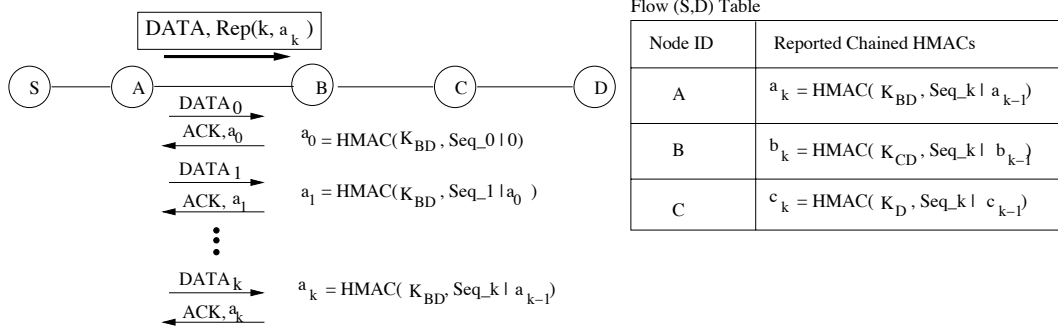 DATA, Rep(k, a_k)
S A B C D
DATA_0
ACK, a_0
a_0 = HMAC( K_BD , Seq_0 | 0)
DATA_1
ACK, a_1
a_1 = HMAC( K_BD , Seq_1 | a_0 )
DATA_k
ACK, a_k
a_k = HMAC( K_BD, Seq_k | a_k-1)
Flow (S,D) Table
Node ID Reported Chained HMACs
A a_k = HMAC( K_BD , Seq_k | a_k-1)
B b_k = HMAC( K_CD , Seq_k | b_k-1)
C c_k = HMAC( K_D , Seq_k | c_k-1)